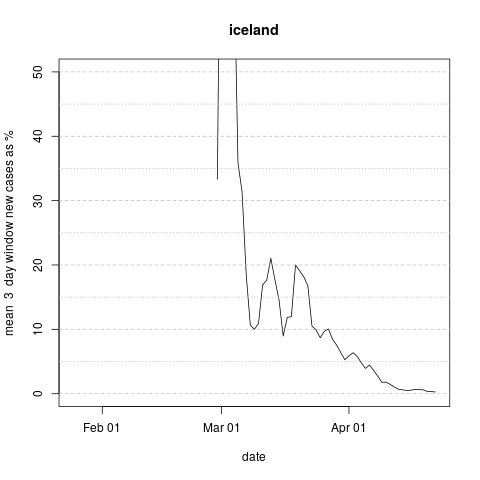 iceland
mean 3 day window new cases as %
50
40
30
20
10
0
Feb 01
Mar 01
Apr 01
date